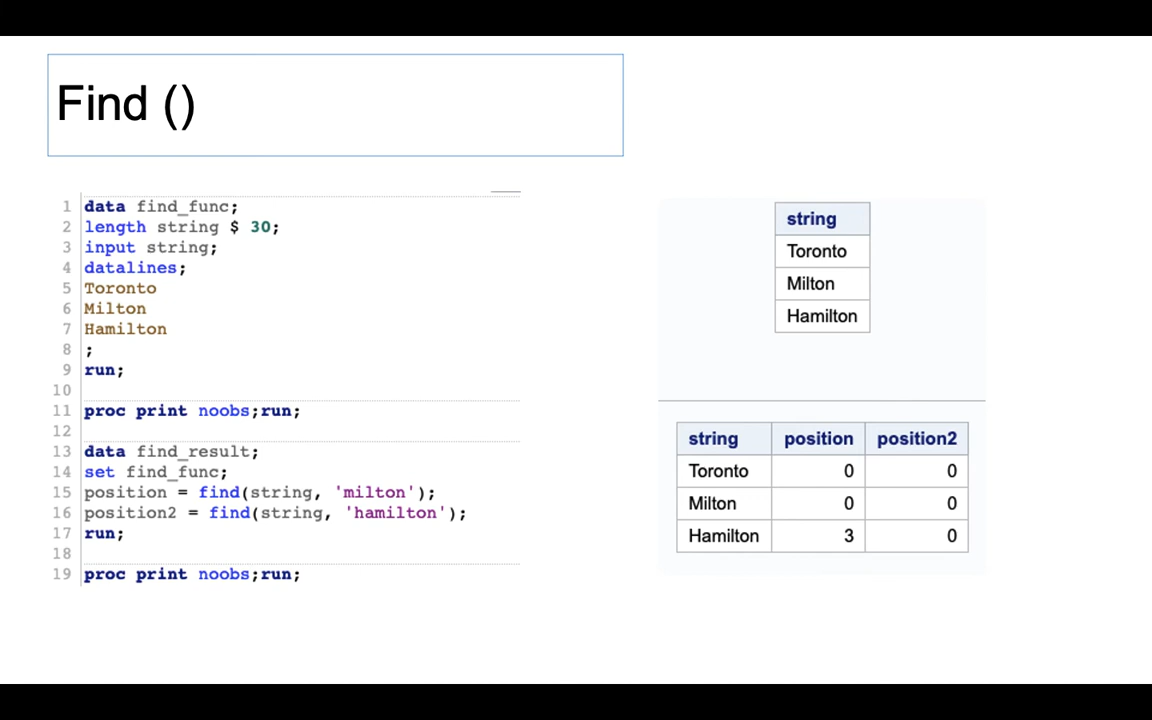 Find ()
1 data find_func;
2 length string $ 30;
3 input string;
4 datalines;
5 Toronto
6 Milton
7 Hamilton
8 ;
9 run;
10
11 proc print noobs;run;
12
13 data find_result;
14 set find_func;
15 position = find(string, 'milton');
16 position2 = find(string, 'hamilton');
17 run;
18
19 proc print noobs;run;
string
Toronto
Milton
Hamilton
string position position2
Toronto 0 0
Milton 0 0
Hamilton 3 0